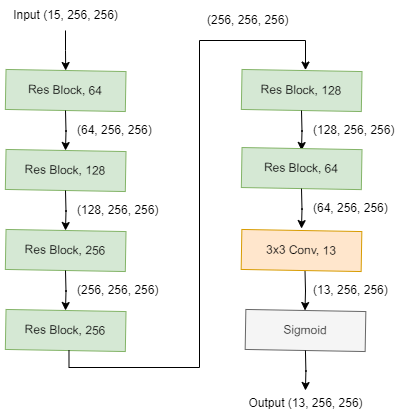 Input (15, 256, 256)
Res Block, 64
(64, 256, 256)
Res Block, 128
(128, 256, 256)
Res Block, 256
(256, 256, 256)
Res Block, 256
(256, 256, 256)
Res Block, 128
(128, 256, 256)
Res Block, 64
(64, 256, 256)
3x3 Conv, 13
(13, 256, 256)
Sigmoid
Output (13, 256, 256)